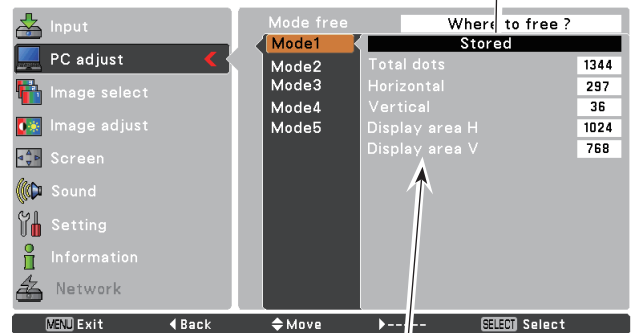 Input
PC adjust
Image select
Image adjust
Screen
Sound
Setting
Information
Network
Mode free
Where to free ?
Mode1
Mode2
Mode3
Mode4
Mode5
Stored
Total dots 1344
Horizontal 297
Vertical 36
Display area H 1024
Display area V 768
MENU Exit Back Move ----- SELECT Select